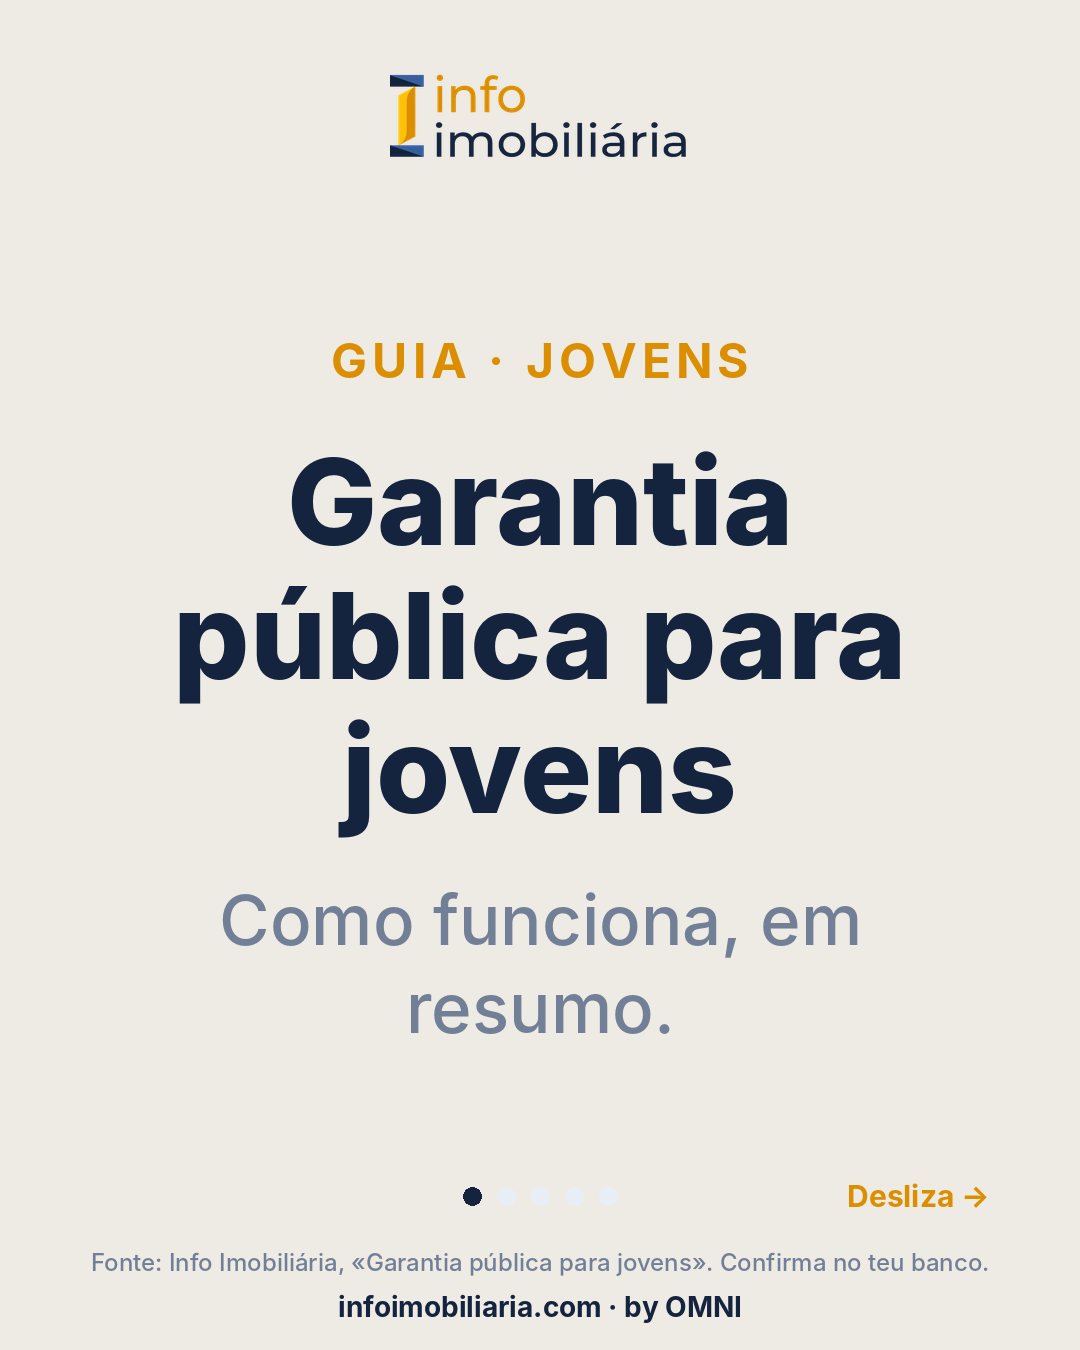 info
imobiliária
GUIA · JOVENS
Garantia
pública para
jovens
Como funciona, em
resumo.
Desliza →
Fonte: Info Imobiliária, «Garantia pública para jovens». Confirma no teu banco.
infoimobiliaria.com · by OMNI